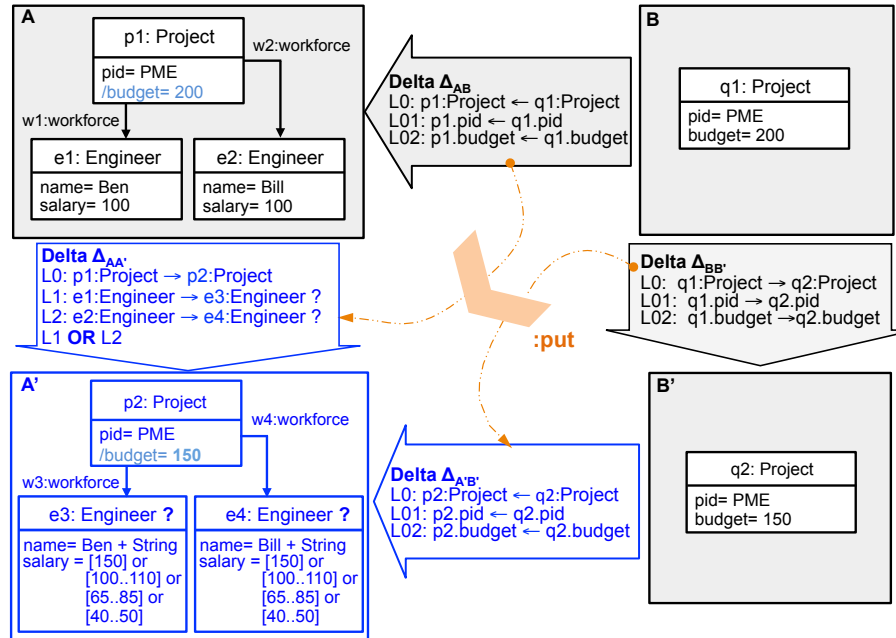 A
p1: Project
pid= PME
/budget= 200
w2:workforce
w1:workforce
e1: Engineer
name= Ben
salary= 100
e2: Engineer
name= Bill
salary= 100
Delta ΔAB
L0: p1:Project ← q1:Project
L01: p1.pid ← q1.pid
L02: p1.budget ← q1.budget
B
q1: Project
pid= PME
budget= 200
Delta ΔAA'
L0: p1:Project → p2:Project
L1: e1:Engineer → e3:Engineer ?
L2: e2:Engineer → e4:Engineer ?
L1 OR L2
:put
Delta ΔBB'
L0: q1:Project → q2:Project
L01: q1.pid → q2.pid
L02: q1.budget →q2.budget
A'
p2: Project
pid= PME
/budget= 150
w4:workforce
w3:workforce
e3: Engineer ?
name= Ben + String
salary = [150] or
[100..110] or
[65..85] or
[40..50]
e4: Engineer ?
name= Bill + String
salary = [150] or
[100..110] or
[65..85] or
[40..50]
Delta ΔA'B'
L0: p2:Project ← q2:Project
L01: p2.pid ← q2.pid
L02: p2.budget ← q2.budget
B'
q2: Project
pid= PME
budget= 150